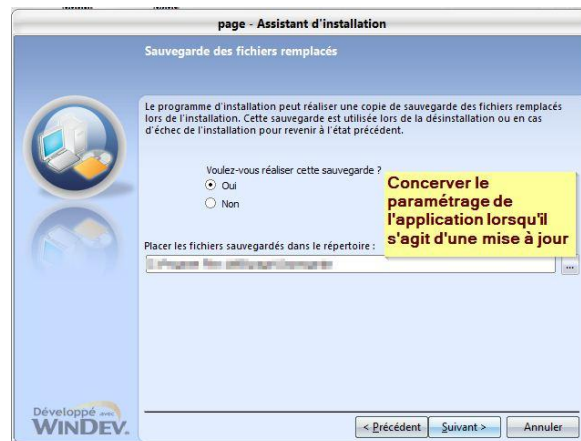 page - Assistant d'installation
Sauvegarde des fichiers remplacés
Le programme d'installation peut réaliser une copie de sauvegarde des fichiers remplacés
lors de l'installation. Cette sauvegarde est utilisée lors de la désinstallation ou en cas
d'échec de l'installation pour revenir à l'état précédent.
Voulez-vous réaliser cette sauvegarde ?
Oui
Non
Concerver le
paramétrage de
l'application lorsqu'il
s'agit d'une mise à jour
Placer les fichiers sauvegardés dans le répertoire :
...
Développé avec
WINDEV.
< Précédent
Suivant >
Annuler